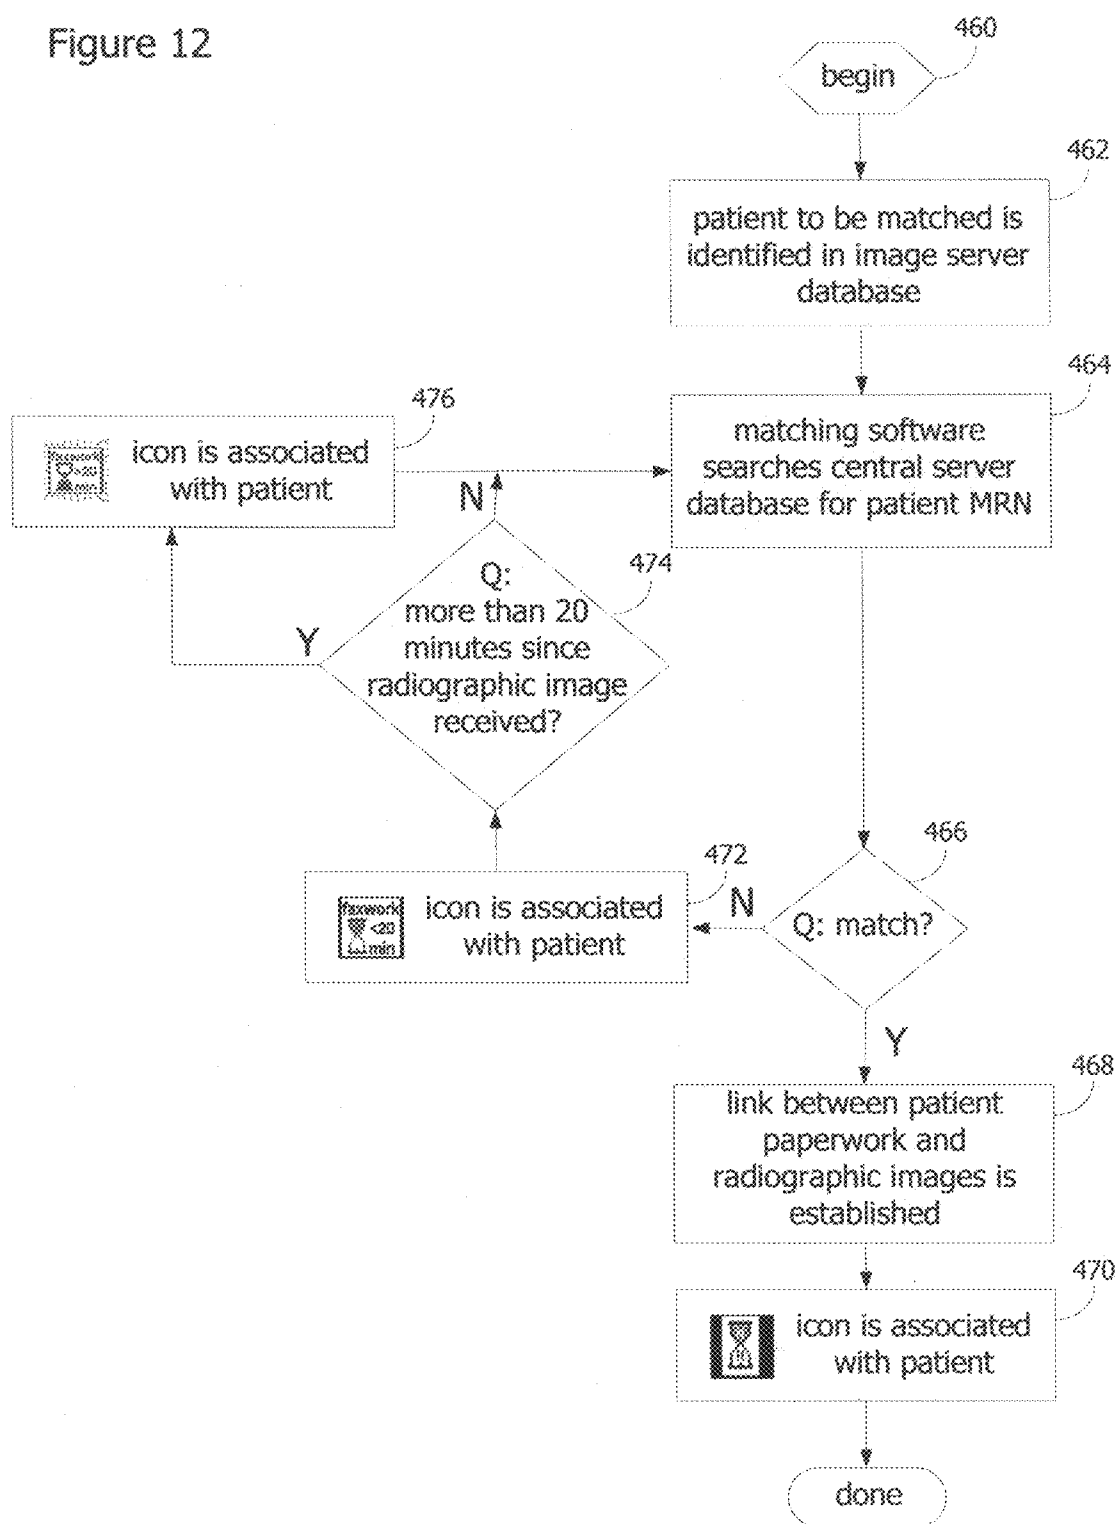 Figure 12
460
begin
462
patient to be matched is
identified in image server
database
464
matching software
searches central server
database for patient MRN
476
icon is associated
with patient
N
474
Q:
more than 20
minutes since
radiographic image
received?
Y
472
<20
min
icon is associated
with patient
466
N
Q: match?
Y
468
link between patient
paperwork and
radiographic images is
established
470
icon is associated
with patient
done